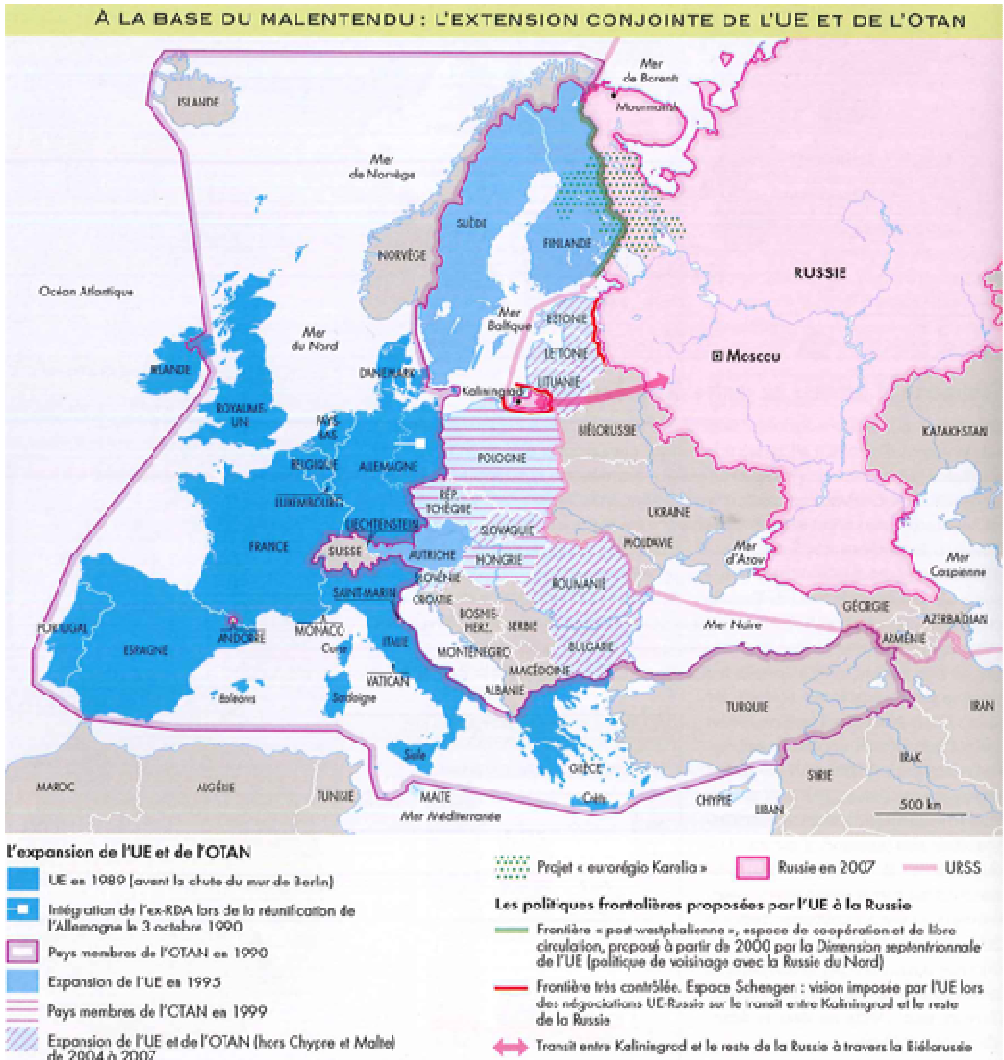 À LA BASE DU MALENTENDU : L'EXTENSION CONJOINTE DE L'UE ET DE L'OTAN
Mer
de Barents
Mourmansk
ISLANDE
Mer
de Norvège
SUÈDE
FINLANDE
NORVÈGE
RUSSIE
Océan Atlantique
Mer
Baltique
ESTONIE
Mer
du Nord
LETONIE
Moscou
IRLANDE
DANEMARK
LITUANIE
Kaliningrad
ROYAUME-
UNI
PAYS-
BAS
BIÉLORUSSIE
KAZAKHSTAN
POLOGNE
BELGIQUE
ALLEMAGNE
RÉP.
TCHÈQUE
LUXEMBOURG
UKRAINE
LIECHTENSTEIN
SLOVAQUIE
FRANCE
SUISSE
AUTRICHE
HONGRIE
MOLDAVIE
Mer
d'Azov
Mer
Caspienne
SLOVÉNIE
ROUMANIE
SAINT-MARIN
CROATIE
GÉORGIE
BOSNIE-
HERZ.
SERBIE
AZERBAÏDJAN
PORTUGAL
ANDORRE
MONACO
ITALIE
Mer Noire
ARMÉNIE
ESPAGNE
Corse
MONTÉNÉGRO
BULGARIE
VATICAN
MACÉDOINE
Baléares
Sardaigne
ALBANIE
TURQUIE
IRAN
Sicile
GRÈCE
SIRIE
IRAK
MAROC
ALGÉRIE
TUNISIE
MALTE
Crète
CHYPRE
LIBAN
Mer Méditerranée
500 km
L'expansion de l'UE et de l'OTAN
UE en 1989 (avant la chute du mur de Berlin)
Intégration de l'ex-RDA lors de la réunification de
l'Allemagne le 3 octobre 1990
Pays membres de l'OTAN en 1990
Expansion de l'UE en 1995
Pays membres de l'OTAN en 1999
Expansion de l'UE et de l'OTAN (hors Chypre et Malte)
de 2004 à 2007
Projet « eurorégio Karelia »
Russie en 2007
URSS
Les politiques frontalières proposées par l'UE à la Russie
Frontière « post-westphalienne », espace de coopération et de libre
circulation, proposé à partir de 2000 par la Dimension septentrionnale
de l'UE (politique de voisinage avec la Russie du Nord)
Frontière très contrôlée. Espace Schengen : vision imposée par l'UE lors
des négociations UE-Russie sur le transit entre Kaliningrad et le reste
de la Russie
Transit entre Kaliningrad et le reste de la Russie à travers la Biélorussie